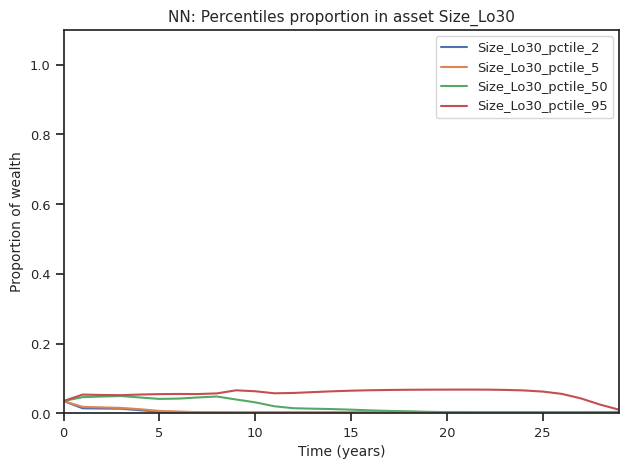 NN: Percentiles proportion in asset Size_Lo30
Size_Lo30_pctile_2
Size_Lo30_pctile_5
Size_Lo30_pctile_50
Size_Lo30_pctile_95
Proportion of wealth
1.0
0.8
0.6
0.4
0.2
0.0
0 5 10 15 20 25
Time (years)